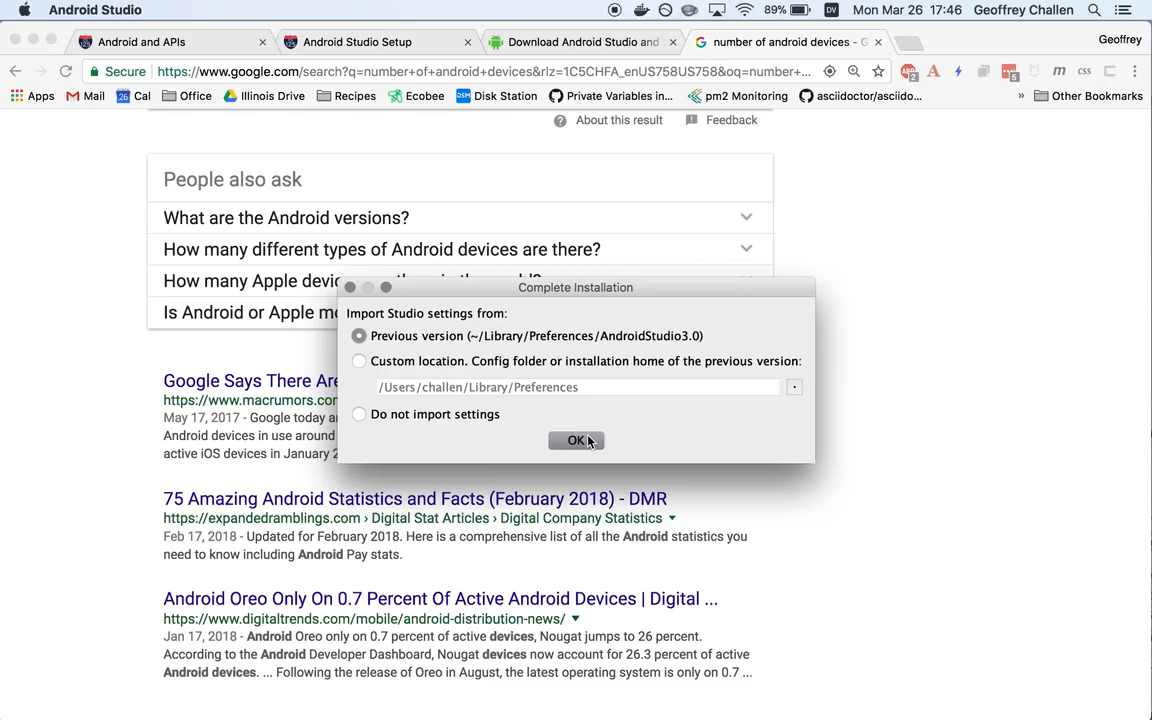 Android Studio
89%
DV
Mon Mar 26 17:46
Geoffrey Challen
Android and APIs
Android Studio Setup
Download Android Studio and
number of android devices - G
Geoffrey
Secure
https://www.google.com/search?q=number+of+android+devices&rlz=1C5CHFA_enUS758US758&oq=number+...
Apps
Mail
Cal
Office
Illinois Drive
Recipes
Ecobee
Disk Station
Private Variables in...
pm2 Monitoring
asciidoctor/asciido...
»
Other Bookmarks
About this result
Feedback
People also ask
What are the Android versions?
How many different types of Android devices are there?
How many Apple devic
Is Android or Apple m
Complete Installation
Import Studio settings from:
Previous version (~/Library/Preferences/AndroidStudio3.0)
Custom location. Config folder or installation home of the previous version:
/Users/challen/Library/Preferences
Do not import settings
OK
Google Says There Are
https://www.macrumors.com
May 17, 2017 - Google today a
Android devices in use around
active iOS devices in January 2
75 Amazing Android Statistics and Facts (February 2018) - DMR
https://expandedramblings.com › Digital Stat Articles › Digital Company Statistics
Feb 17, 2018 - Updated for February 2018. Here is a comprehensive list of all the Android statistics you
need to know including Android Pay stats.
Android Oreo Only On 0.7 Percent Of Active Android Devices | Digital ...
https://www.digitaltrends.com/mobile/android-distribution-news/
Jan 17, 2018 - Android Oreo only on 0.7 percent of active devices, Nougat jumps to 26 percent.
According to the Android Developer Dashboard, Nougat devices now account for 26.3 percent of active
Android devices. ... Following the release of Oreo in August, the latest operating system is only on 0.7 ...